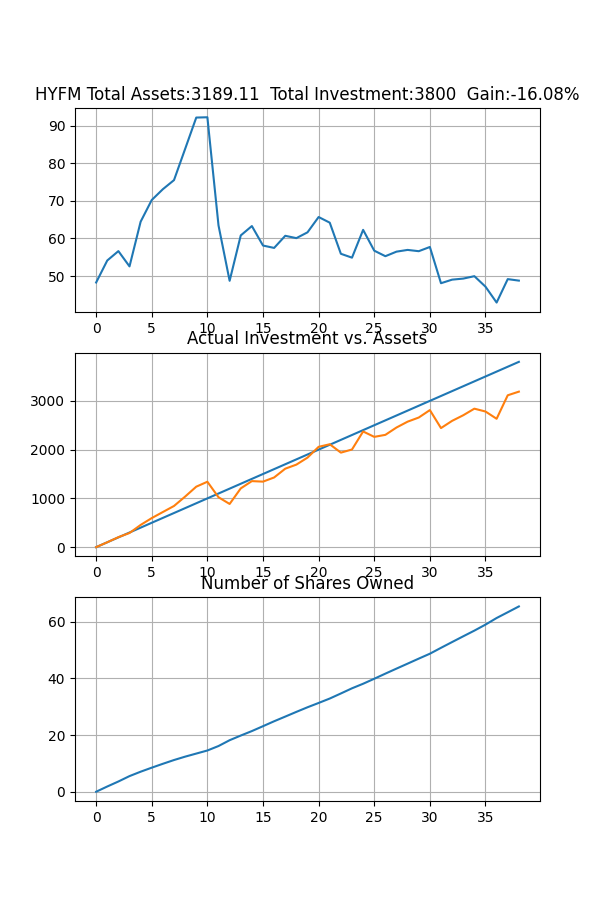 HYFM Total Assets:3189.11  Total Investment:3800  Gain:-16.08%
90
80
70
60
50
0 5 10 15 20 25 30 35
Actual Investment vs. Assets
3000
2000
1000
0
0 5 10 15 20 25 30 35
Number of Shares Owned
60
40
20
0
0 5 10 15 20 25 30 35